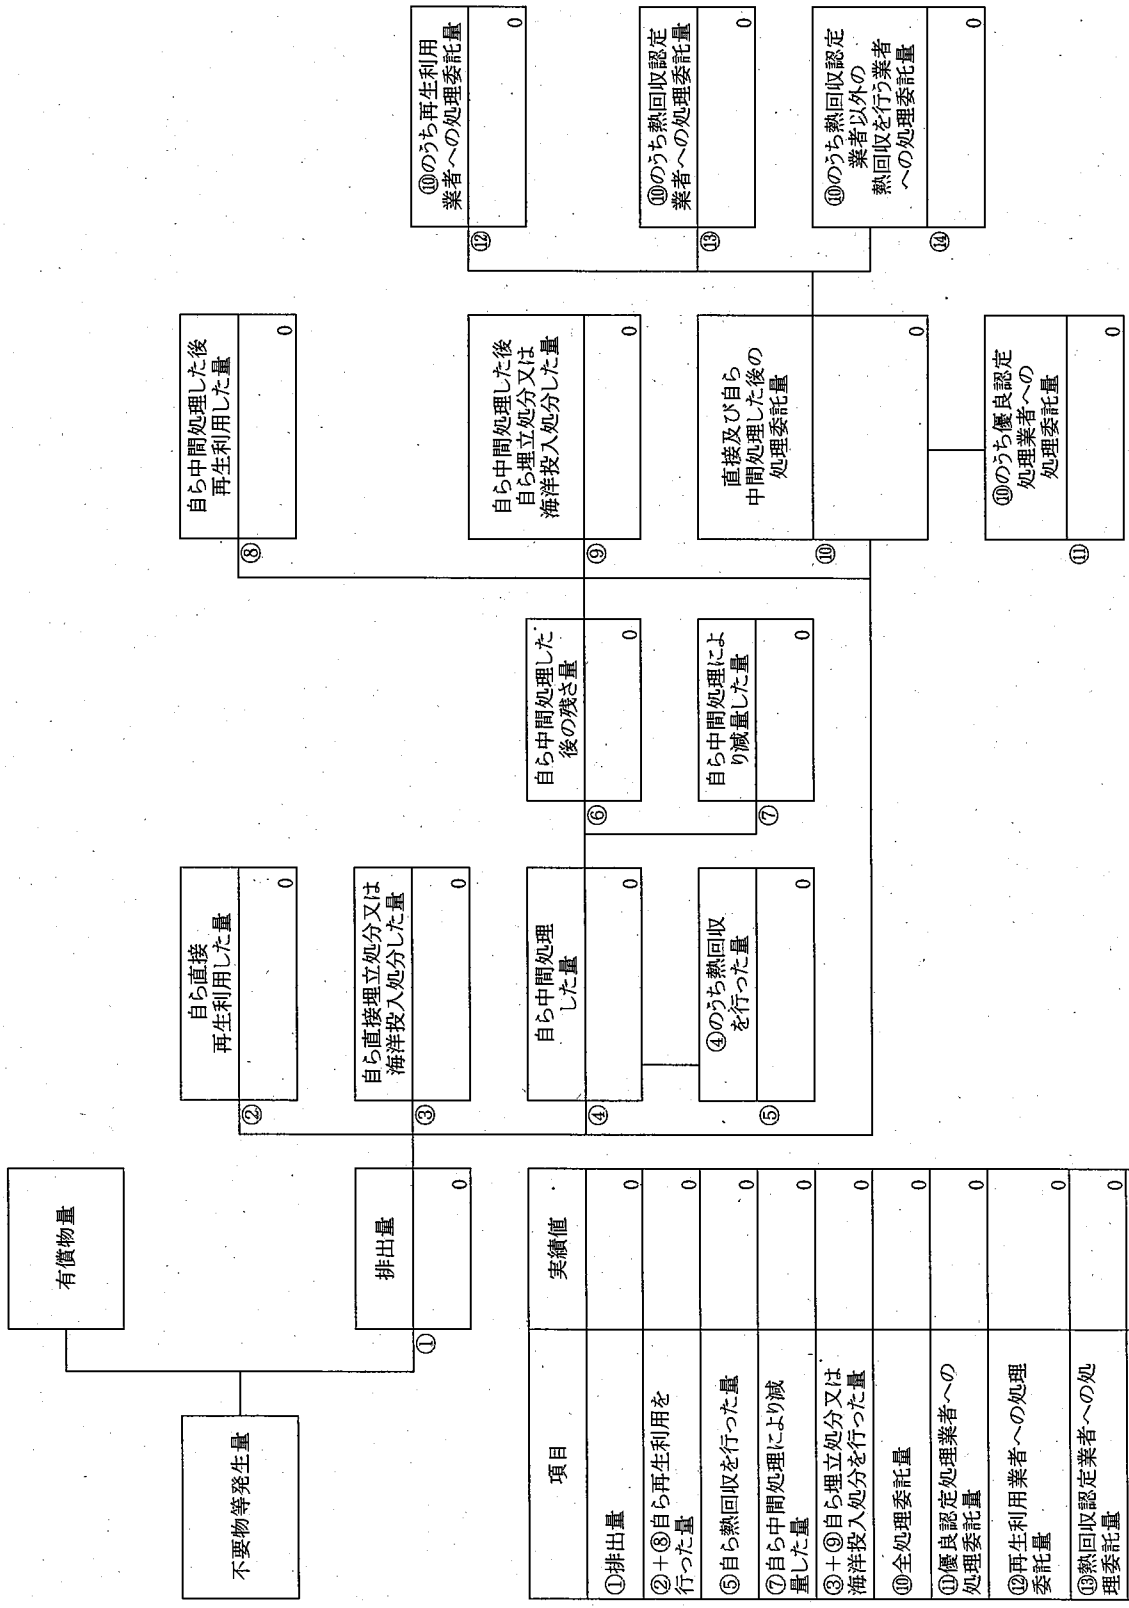 不要物等発生量
有償物量
排出量
①
0
自ら直接
再生利用した量
②
0
自ら直接埋立処分又は
海洋投入処分した量
③
0
自ら中間処理
した量
④
0
④のうち熱回収
を行った量
⑤
0
自ら中間処理した
後の残さ量
⑥
0
自ら中間処理によ
り減量した量
⑦
0
自ら中間処理した後
再生利用した量
⑧
0
自ら中間処理した後
自ら埋立処分又は
海洋投入処分した量
⑨
0
直接及び自ら
中間処理した後の
処理委託量
⑩
0
⑩のうち優良認定
処理業者への
処理委託量
⑪
0
⑩のうち再生利用
業者への処理委託量
⑫
0
⑩のうち熱回収認定
業者への処理委託量
⑬
0
⑩のうち熱回収認定
業者以外の
熱回収を行う業者
への処理委託量
⑭
0
項目 実績値
①排出量 0
②+⑧自ら再生利用を
行った量 0
⑤自ら熱回収を行った量 0
⑦自ら中間処理により減
量した量 0
③+⑨自ら埋立処分又は
海洋投入処分を行った量 0
⑩全処理委託量 0
⑪優良認定処理業者への
処理委託量 0
⑫再生利用業者への処理
委託量 0
⑬熱回収認定業者への処
理委託量 0